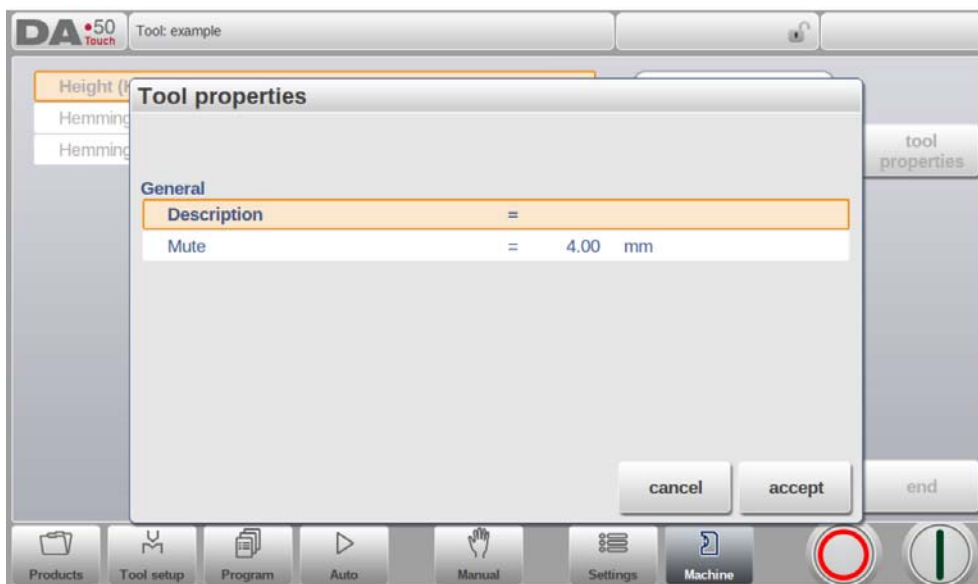 DA 50
Touch
Tool: example
Height (
Hemming
Hemming
Tool properties
tool
properties
General
Description =
Mute = 4.00 mm
cancel accept end
Products Tool setup Program Auto Manual Settings Machine